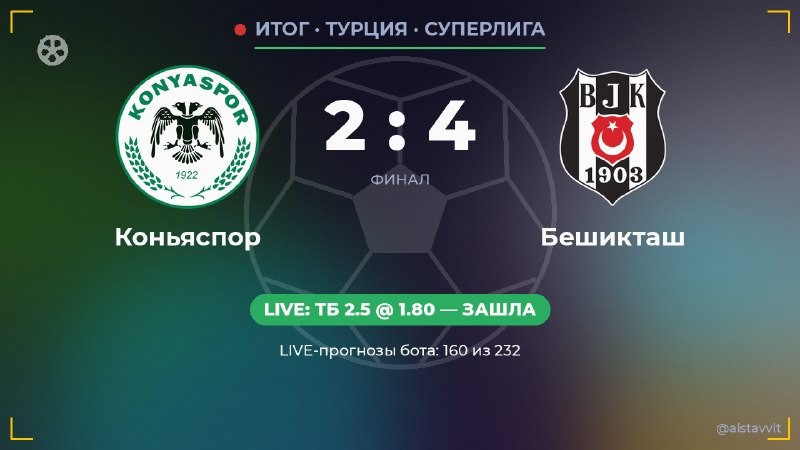 ИТОГ · ТУРЦИЯ · СУПЕРЛИГА
KONYASPOR
1922
2 : 4
ФИНАЛ
BJK
1903
Коньяспор
Бешикташ
LIVE: ТБ 2.5 @ 1.80 — ЗАШЛА
LIVE-прогнозы бота: 160 из 232
@aistavvit